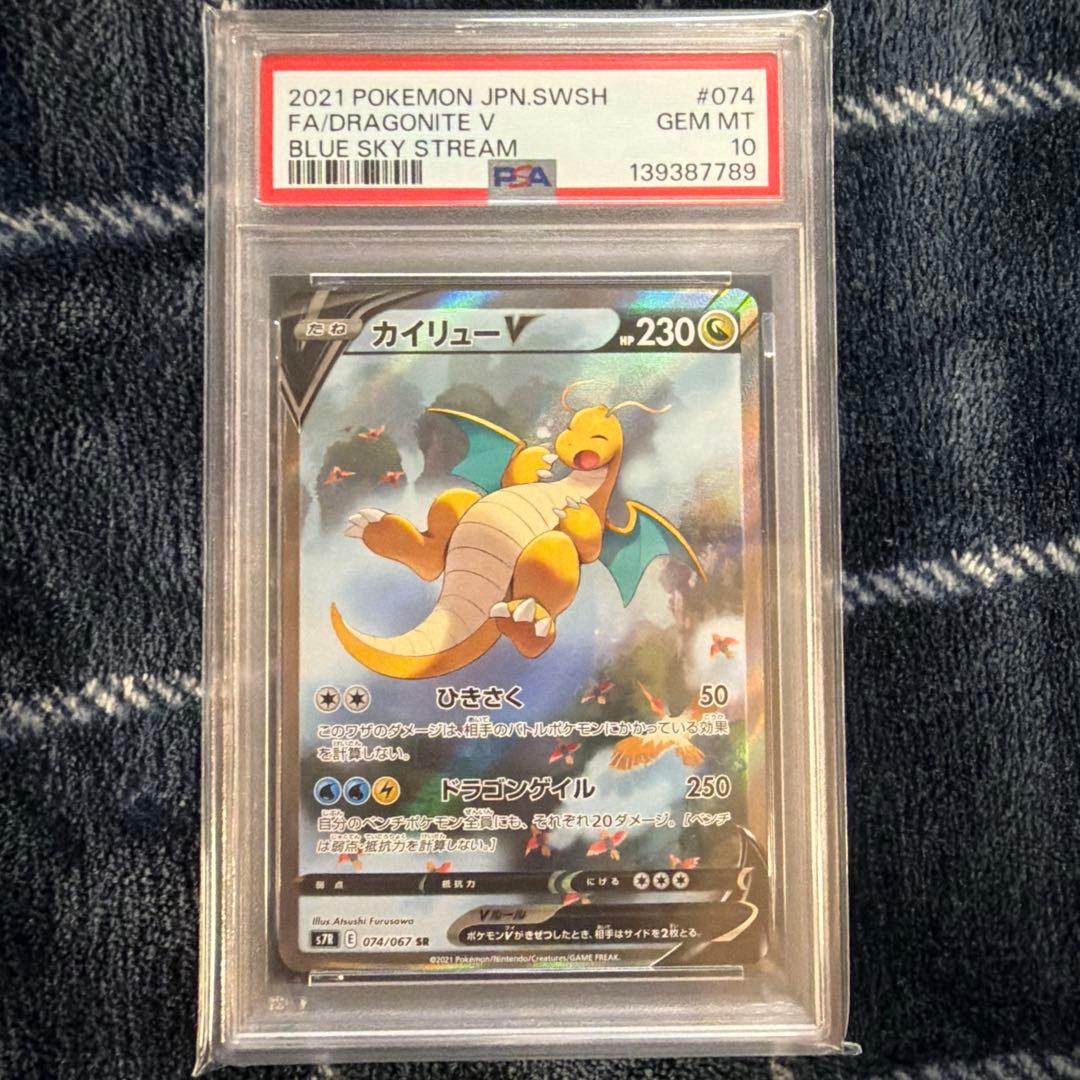 2021 POKEMON JPN.SWSH #074
FA/DRAGONITE V GEM MT
BLUE SKY STREAM 10
PSA 139387789
たね カイリューV HP230
ひきさく 50
このワザのダメージは、相手のバトルポケモンにかかっている効果
を計算しない。
ドラゴンゲイル 250
自分のベンチポケモン全員にも、それぞれ20ダメージ。[ベンチ
は弱点・抵抗力を計算しない。]
弱点 抵抗力 にげる
Illus. Atsushi Furusawa
Vルール
s7R E 074/067 SR
ポケモンVがきぜつしたとき、相手はサイドを2枚とる。
©2021 Pokémon/Nintendo/Creatures/GAME FREAK.